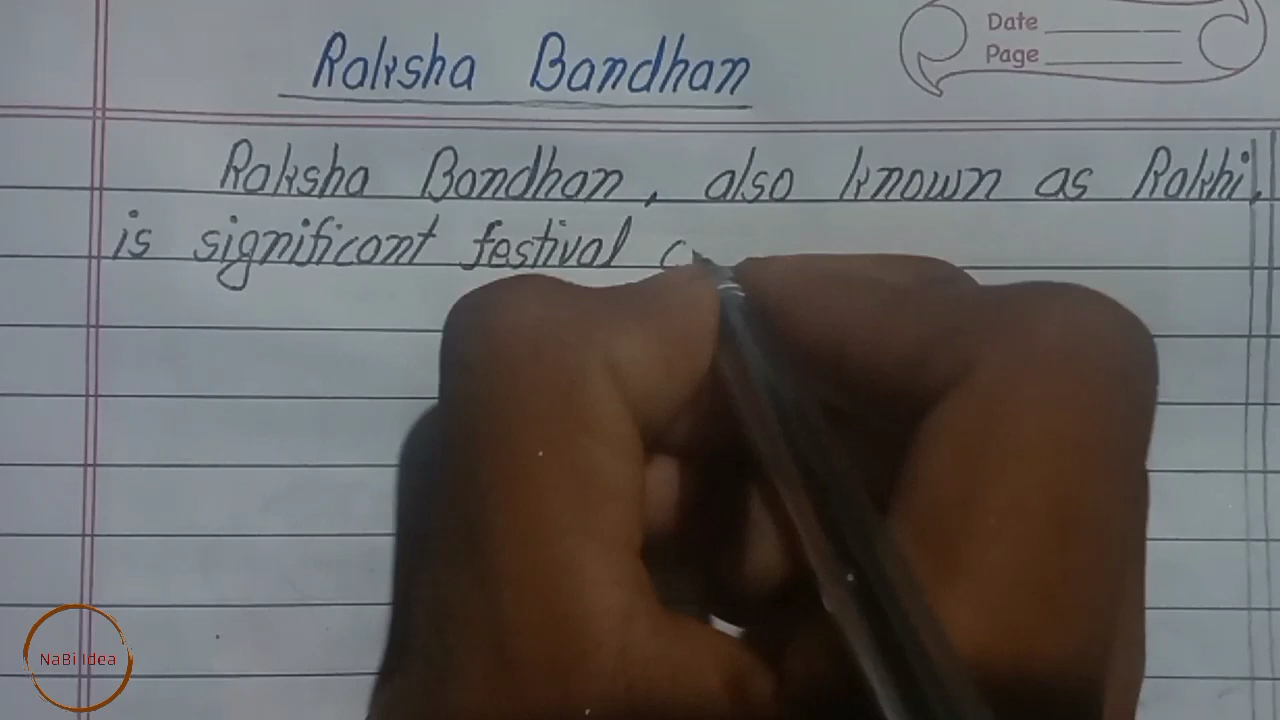 Date
Page
Raksha Bandhan
Raksha Bandhan, also known as Rakhi,
is significant festival
NaBi Idea